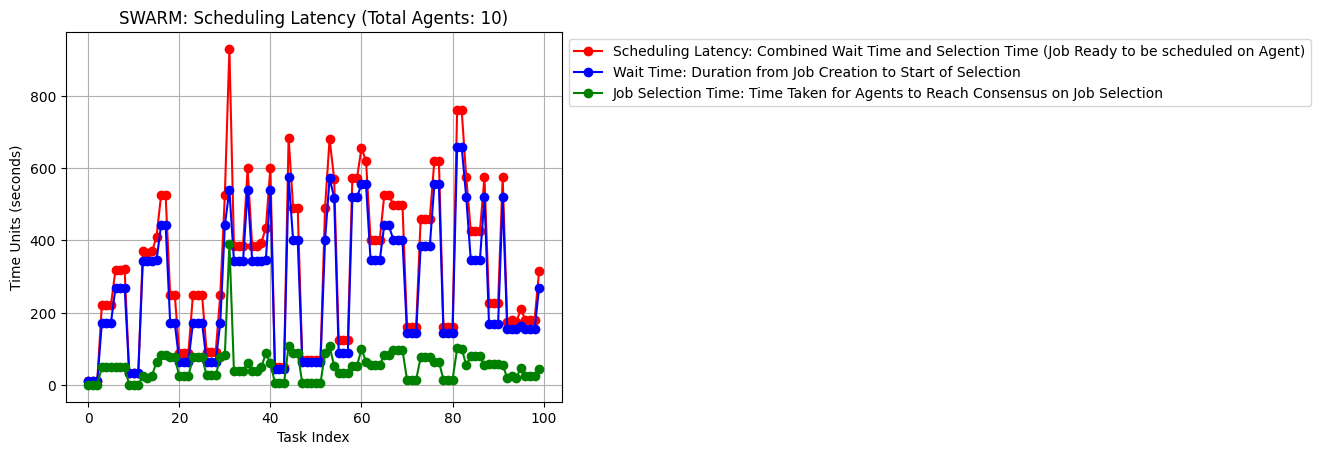 SWARM: Scheduling Latency (Total Agents: 10)
Scheduling Latency: Combined Wait Time and Selection Time (Job Ready to be scheduled on Agent)
Wait Time: Duration from Job Creation to Start of Selection
Job Selection Time: Time Taken for Agents to Reach Consensus on Job Selection
Time Units (seconds)
800
600
400
200
0
0 20 40 60 80 100
Task Index